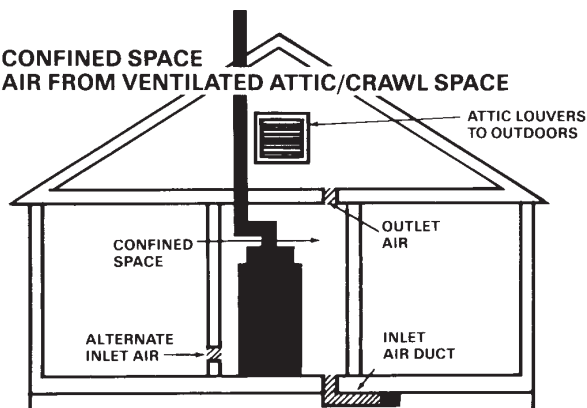 CONFINED SPACE
AIR FROM VENTILATED ATTIC/CRAWL SPACE
ATTIC LOUVERS
TO OUTDOORS
OUTLET
AIR
CONFINED
SPACE
ALTERNATE
INLET AIR
INLET
AIR DUCT